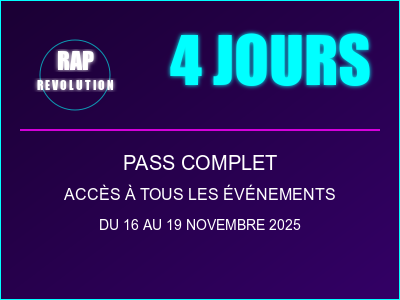 RAP
REVOLUTION
4 JOURS
PASS COMPLET
ACCÈS À TOUS LES ÉVÉNEMENTS
DU 16 AU 19 NOVEMBRE 2025